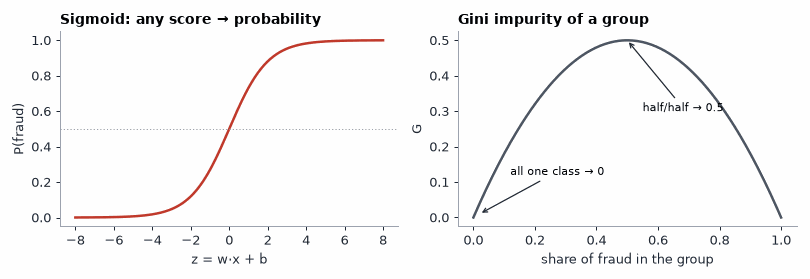 Sigmoid: any score → probability
1.0
0.8
0.6
0.4
0.2
0.0
P(fraud)
−8 −6 −4 −2 0 2 4 6 8
z = w·x + b
Gini impurity of a group
0.5
0.4
0.3
0.2
0.1
0.0
G
half/half → 0.5
all one class → 0
0.0 0.2 0.4 0.6 0.8 1.0
share of fraud in the group